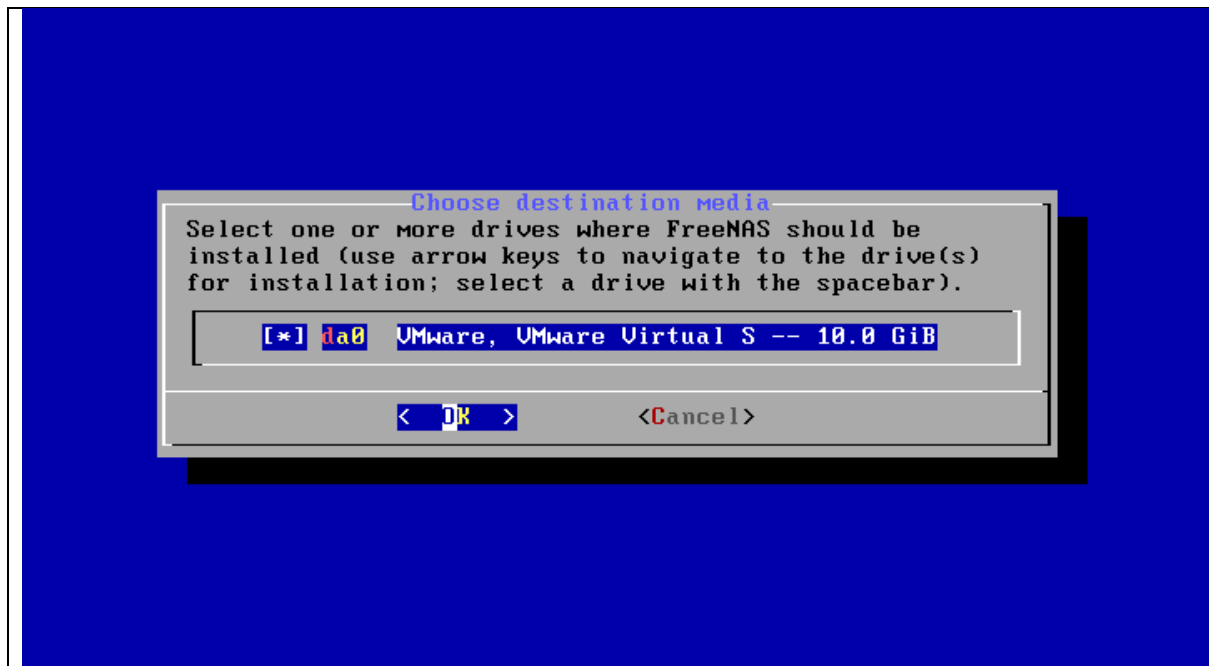 Choose destination media
Select one or more drives where FreeNAS should be
installed (use arrow keys to navigate to the drive(s)
for installation; select a drive with the spacebar).
[*] da0 VMware, VMware Virtual S -- 10.0 GiB
< OK > <Cancel>